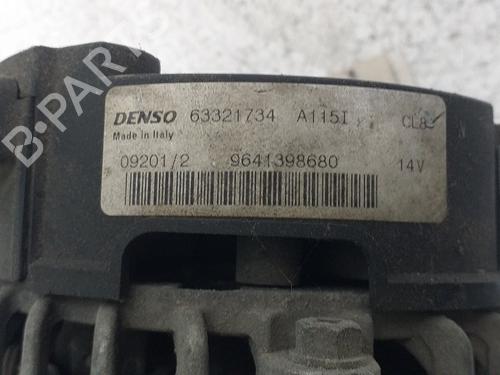 B-PARTS
DENSO 63321734 A115I CL8
Made in Italy
09201/2 9641398680 14V